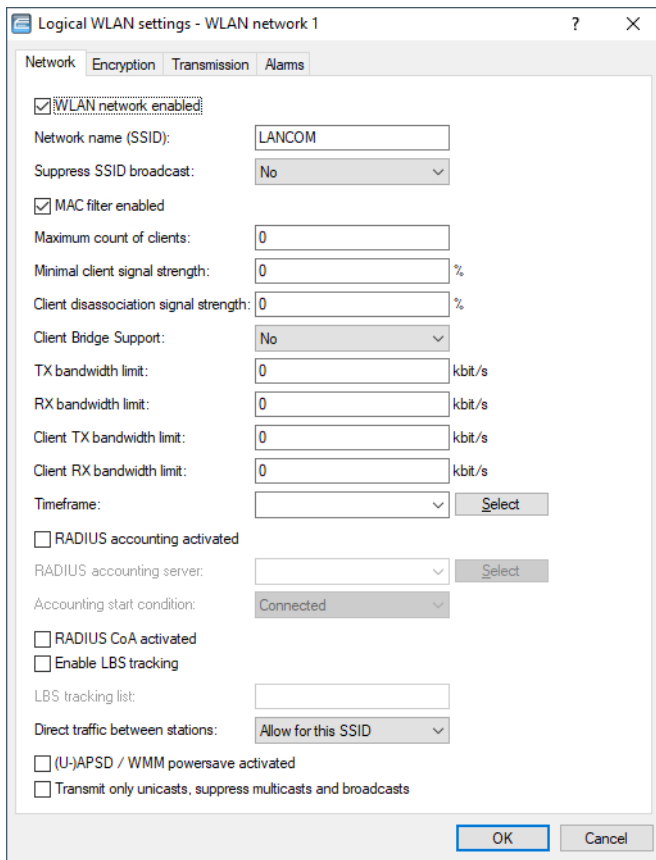 Logical WLAN settings - WLAN network 1 ?
Network Encryption Transmission Alarms
WLAN network enabled
Network name (SSID): LANCOM
Suppress SSID broadcast: No
MAC filter enabled
Maximum count of clients: 0
Minimal client signal strength: 0 %
Client disassociation signal strength: 0 %
Client Bridge Support: No
TX bandwidth limit: 0 kbit/s
RX bandwidth limit: 0 kbit/s
Client TX bandwidth limit: 0 kbit/s
Client RX bandwidth limit: 0 kbit/s
Timeframe: Select
RADIUS accounting activated
RADIUS accounting server: Select
Accounting start condition: Connected
RADIUS CoA activated
Enable LBS tracking
LBS tracking list:
Direct traffic between stations: Allow for this SSID
(U-)APSD / WMM powersave activated
Transmit only unicasts, suppress multicasts and broadcasts
OK Cancel